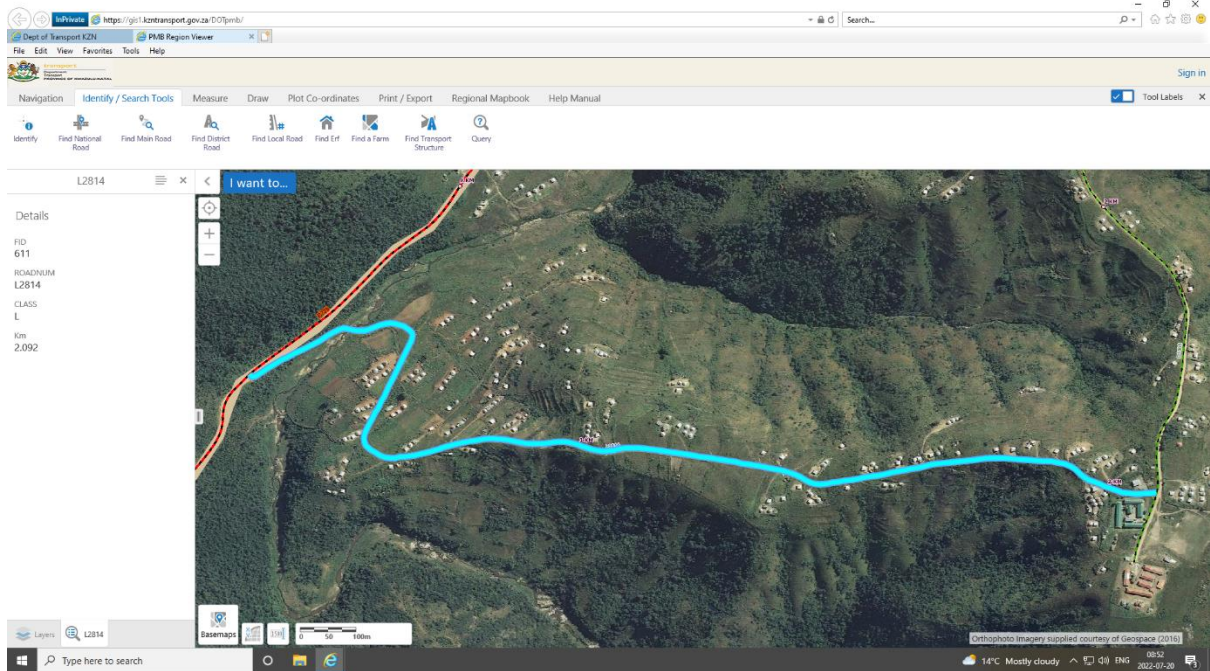 InPrivate https://gis1.kzntransport.gov.za/DOTpmb/ Search...
Dept of Transport KZN PMB Region Viewer
File Edit View Favorites Tools Help
Sign in
Navigation Identify / Search Tools Measure Draw Plot Co-ordinates Print / Export Regional Mapbook Help Manual Tool Labels
Identify Find National Road Find Main Road Find District Road Find Local Road Find Erf Find a Farm Find Transport Structure Query
L2814 I want to...
Details
FID
611
ROADNUM
L2814
CLASS
L
Km
2.092
1 KM
2 KM
Layers L2814 Basemaps 0 50 100m
Orthophoto Imagery supplied courtesy of Geospace (2016)
Type here to search 14°C Mostly cloudy ENG 08:52
2022-07-20